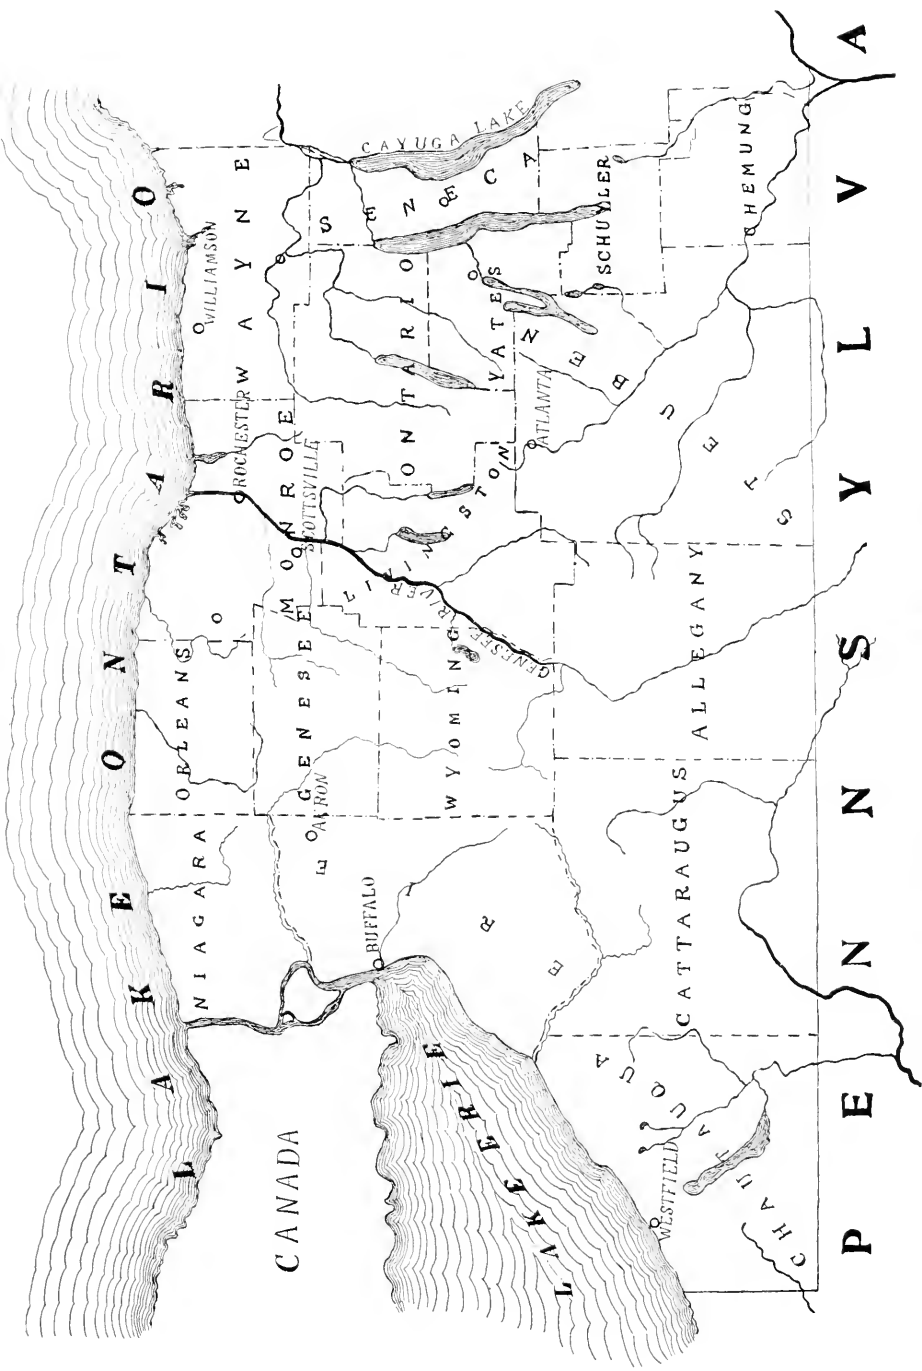 LAKE ONTARIO
CANADA
LAKE ERIE
NIAGARA
ORLEANS
MONROE
WAYNE
WILLIAMSON
ROCHESTER
SCOTTSVILLE
GENESEE
AKRON
ERIE
BUFFALO
WYOMING
LIVINGSTON
GENESEE RIVER
ONTARIO
YATES
SENECA
CAYUGA LAKE
SCHUYLER
CHEMUNG
STEUBEN
ATLANTA
ALLEGANY
CATTARAUGUS
CHAUTAUQUA
WESTFIELD
PENNSYLVA